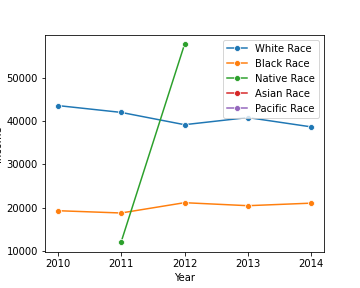 White Race
Black Race
Native Race
Asian Race
Pacific Race
50000
40000
30000
20000
10000
2010 2011 2012 2013 2014
Year